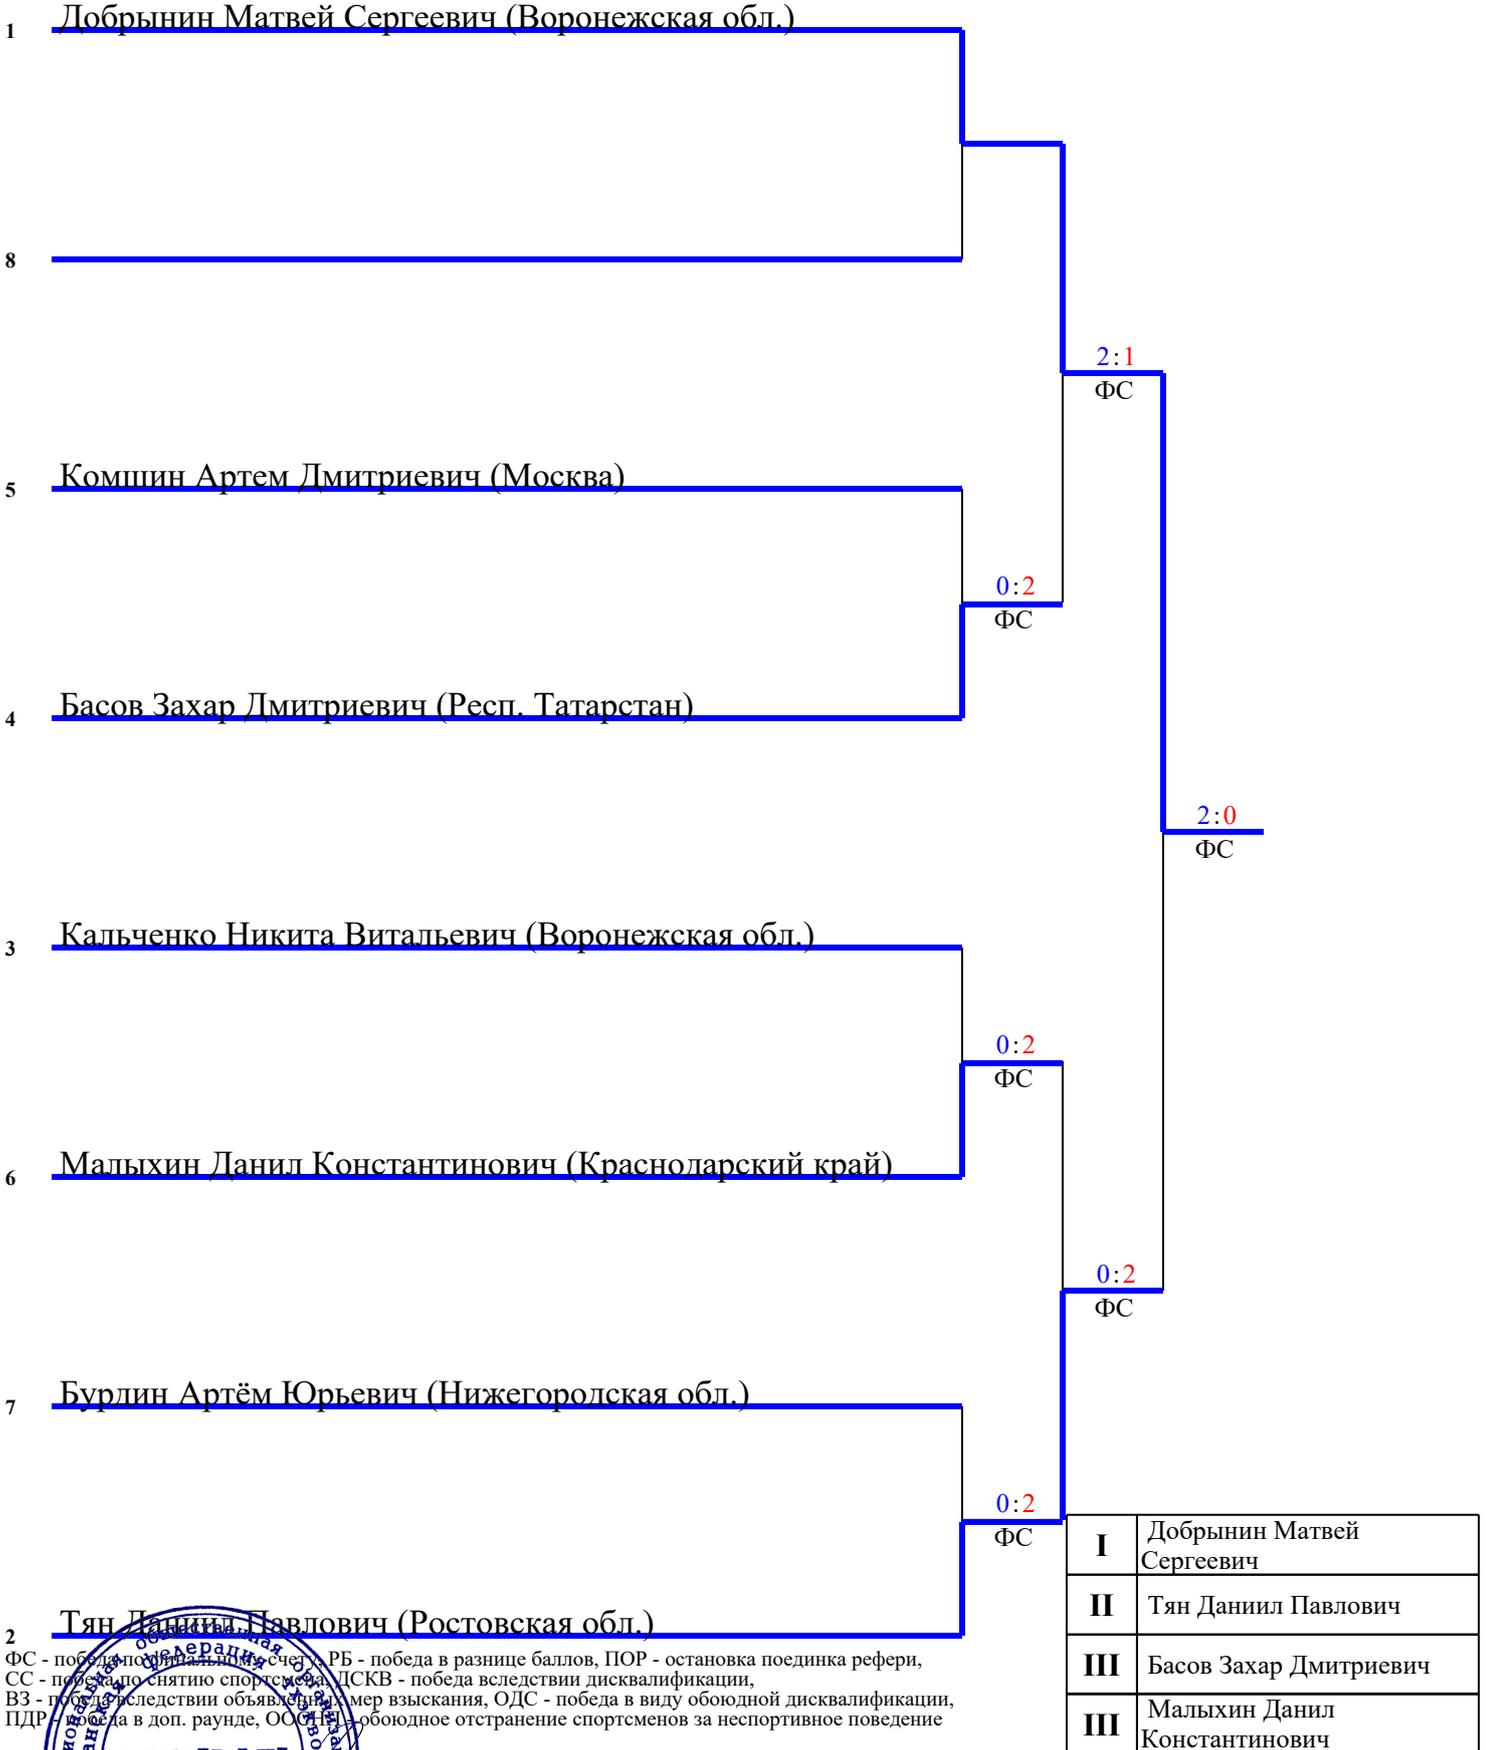 1 Добрынин Матвей Сергеевич (Воронежская обл.)
8
2:1
ФС
5 Комшин Артем Дмитриевич (Москва)
0:2
ФС
4 Басов Захар Дмитриевич (Респ. Татарстан)
2:0
ФС
3 Кальченко Никита Витальевич (Воронежская обл.)
0:2
ФС
6 Малыхин Данил Константинович (Краснодарский край)
0:2
ФС
7 Бурдин Артём Юрьевич (Нижегородская обл.)
0:2
ФС
2 Тян Даниил Павлович (Ростовская обл.)
ФС - победа по финальному счету, РБ - победа в разнице баллов, ПОР - остановка поединка рефери,
СС - победа по снятию спортсмена, ДСКВ - победа вследствии дисквалификации,
ВЗ - победа вследствии объявленных мер взыскания, ОДС - победа в виду обоюдной дисквалификации,
ПДР - победа в доп. раунде, - обоюдное отстранение спортсменов за неспортивное поведение
I Добрынин Матвей
Сергеевич
II Тян Даниил Павлович
III Басов Захар Дмитриевич
III Малыхин Данил
Константинович
общественная
федерация